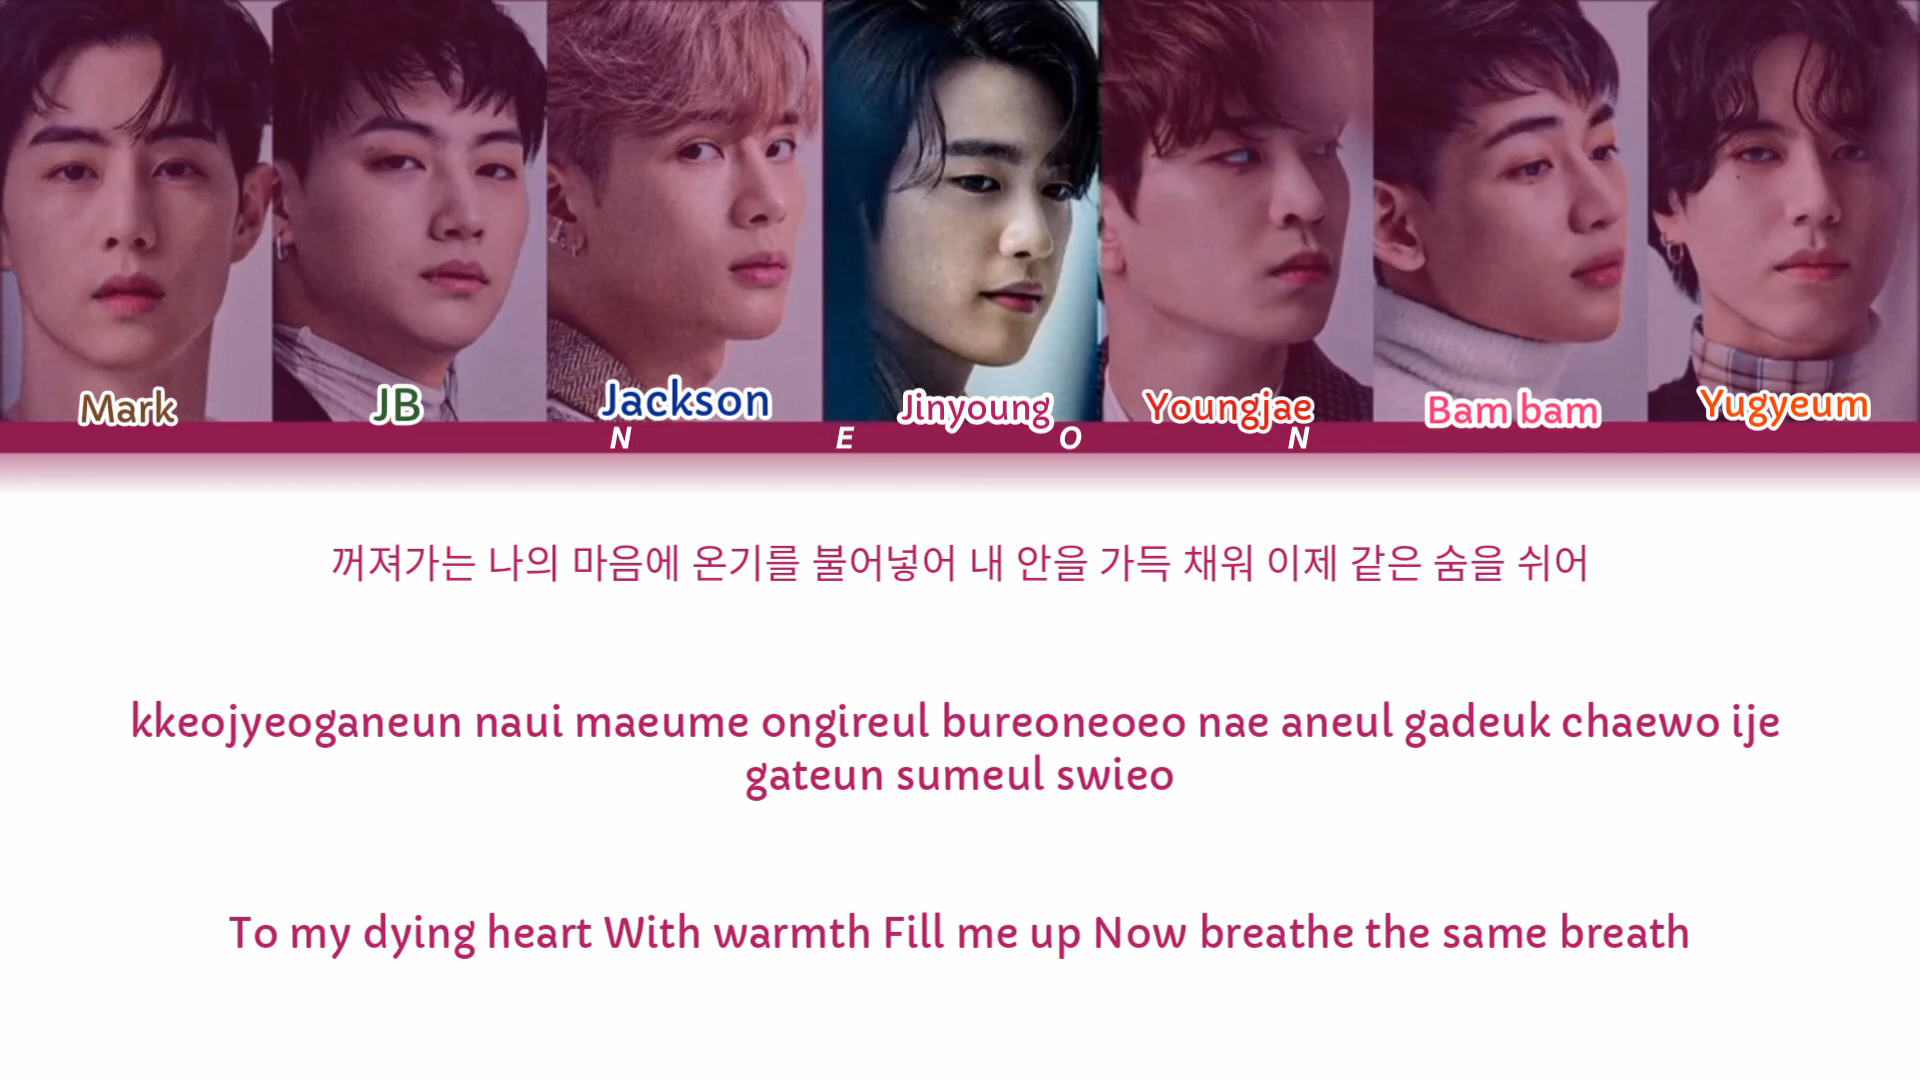 Mark
JB
Jackson
Jinyoung
Youngjae
Bam bam
Yugyeum
N E O N
꺼져가는 나의 마음에 온기를 불어넣어 내 안을 가득 채워 이제 같은 숨을 쉬어
kkeojyeoganeun naui maeume ongireul bureoneoeo nae aneul gadeuk chaewo ije
gateun sumeul swieo
To my dying heart With warmth Fill me up Now breathe the same breath